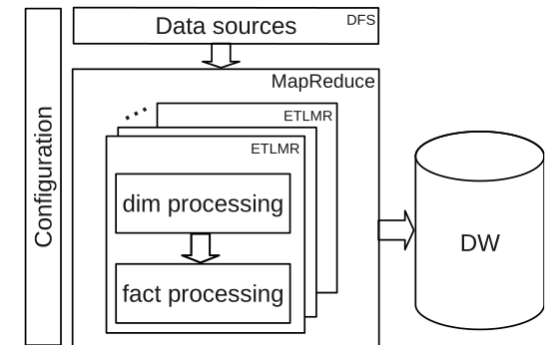 Data sources
DFS
MapReduce
ETLMR
ETLMR
dim processing
fact processing
Configuration
DW